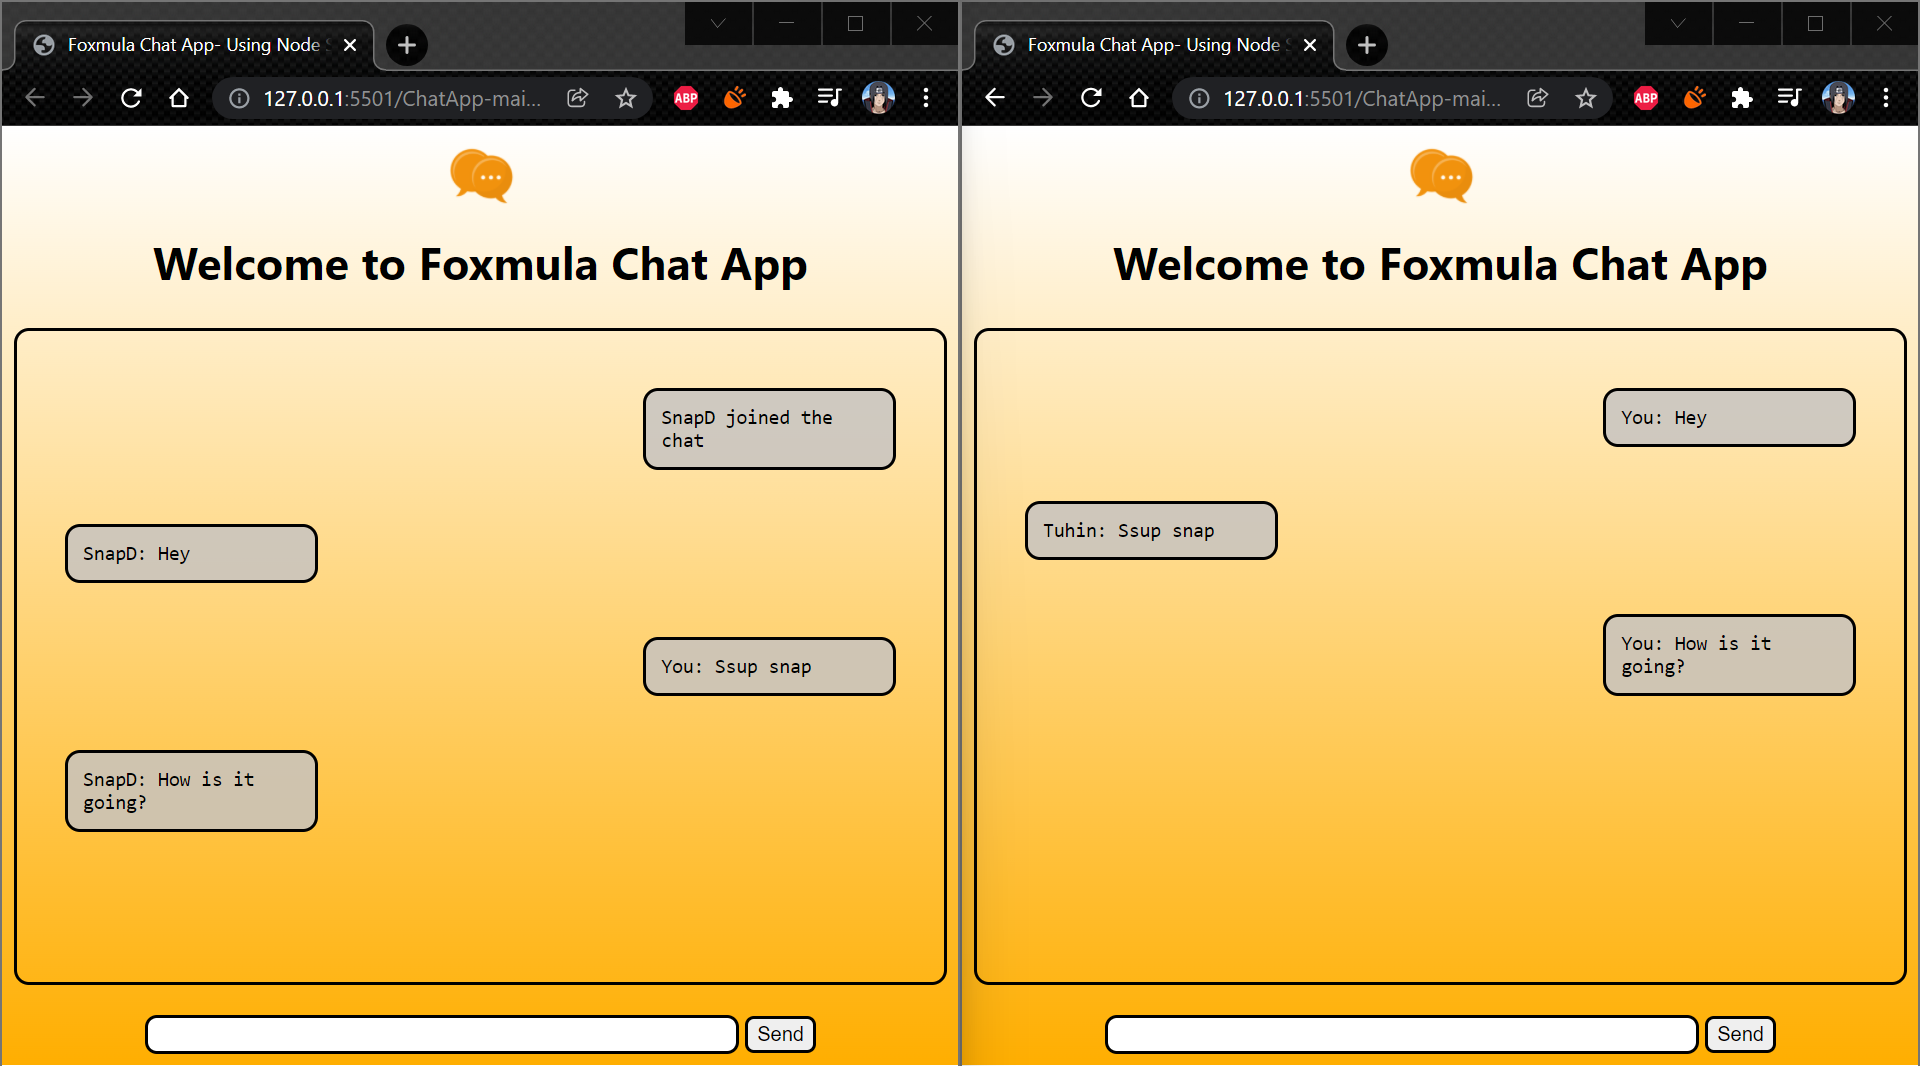 Foxmula Chat App- Using Node
127.0.0.1:5501/ChatApp-mai...
ABP
Welcome to Foxmula Chat App
SnapD joined the
chat
SnapD: Hey
You: Ssup snap
SnapD: How is it
going?
Send
Foxmula Chat App- Using Node
127.0.0.1:5501/ChatApp-mai...
ABP
Welcome to Foxmula Chat App
You: Hey
Tuhin: Ssup snap
You: How is it
going?
Send